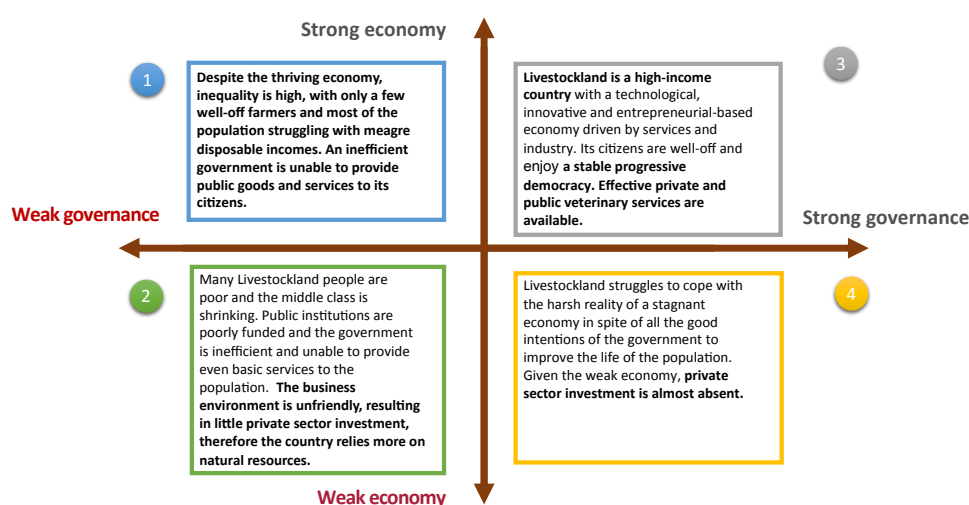 Strong economy
1
Despite the thriving economy,
inequality is high, with only a few
well-off farmers and most of the
population struggling with meagre
disposable incomes. An inefficient
government is unable to provide
public goods and services to its
citizens.
3
Livestockland is a high-income
country with a technological,
innovative and entrepreneurial-based
economy driven by services and
industry. Its citizens are well-off and
enjoy a stable progressive
democracy. Effective private and
public veterinary services are
available.
Weak governance
Strong governance
2
Many Livestockland people are
poor and the middle class is
shrinking. Public institutions are
poorly funded and the government
is inefficient and unable to provide
even basic services to the
population. The business
environment is unfriendly, resulting
in little private sector investment,
therefore the country relies more on
natural resources.
4
Livestockland struggles to cope with
the harsh reality of a stagnant
economy in spite of all the good
intentions of the government to
improve the life of the population.
Given the weak economy, private
sector investment is almost absent.
Weak economy